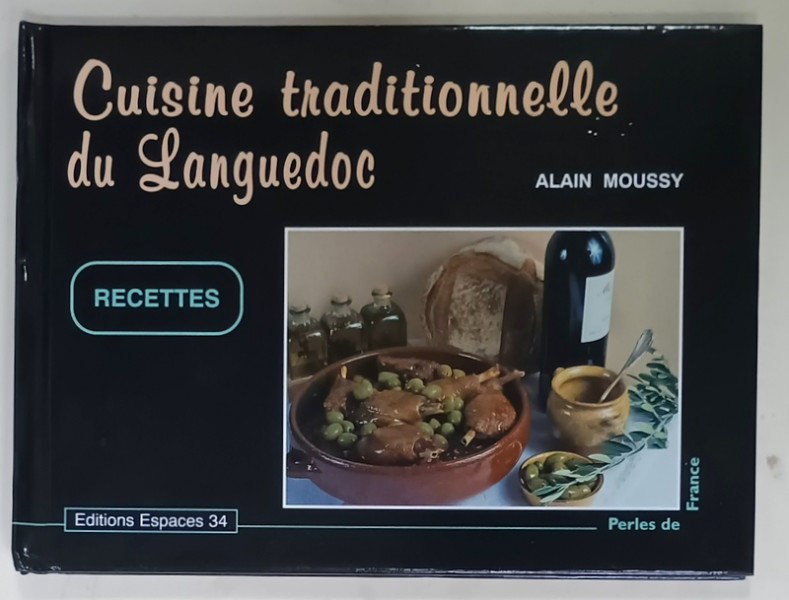 Cuisine traditionnelle
du Languedoc
ALAIN MOUSSY
RECETTES
Editions Espaces 34
Perles de
France